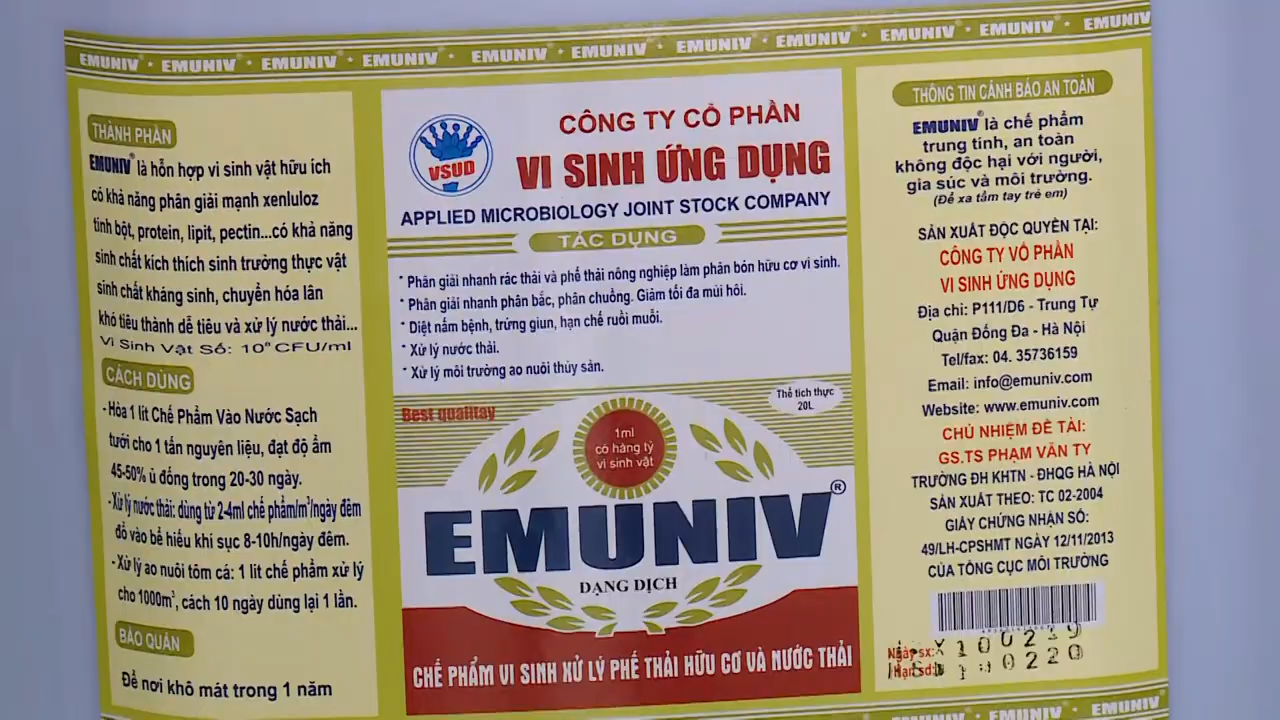 EMUNIV® * EMUNIV® * EMUNIV® * EMUNIV® * EMUNIV® * EMUNIV® * EMUNIV® * EMUNIV® * EMUNIV® * EMUNIV® * EMUNIV
THÀNH PHẦN
EMUNIV® là hỗn hợp vi sinh vật hữu ích
có khả năng phân giải mạnh xenluloz
tinh bột, protein, lipit, pectin...có khả năng
sinh chất kích thích sinh trưởng thực vật
sinh chất kháng sinh, chuyển hóa lân
khó tiêu thành dễ tiêu và xử lý nước thải...
Vi Sinh Vật Số: 10⁸ CFU/ml
CÁCH DÙNG
- Hòa 1 lít Chế Phẩm Vào Nước Sạch
tưới cho 1 tấn nguyên liệu, đạt độ ẩm
45-50% ủ đống trong 20-30 ngày.
- Xử lý nước thải: dùng từ 2-4ml chế phẩm/m³/ngày đêm
đổ vào bể hiếu khí sục 8-10h/ngày đêm.
- Xử lý ao nuôi tôm cá: 1 lít chế phẩm xử lý
cho 1000m³, cách 10 ngày dùng lại 1 lần.
BẢO QUẢN
Để nơi khô mát trong 1 năm
VSUD
CÔNG TY CỔ PHẦN
VI SINH ỨNG DỤNG
APPLIED MICROBIOLOGY JOINT STOCK COMPANY
TÁC DỤNG
* Phân giải nhanh rác thải và phế thải nông nghiệp làm phân bón hữu cơ vi sinh.
* Phân giải nhanh phân bắc, phân chuồng. Giảm tối đa mùi hôi.
* Diệt nấm bệnh, trứng giun, hạn chế ruồi muỗi.
* Xử lý nước thải.
* Xử lý môi trường ao nuôi thủy sản.
Best qualitay
Thể tích thực
20L
1ml
có hàng tỷ
vi sinh vật
EMUNIV®
DẠNG DỊCH
CHẾ PHẨM VI SINH XỬ LÝ PHẾ THẢI HỮU CƠ VÀ NƯỚC THẢI
THÔNG TIN CẢNH BÁO AN TOÀN
EMUNIV® là chế phẩm
trung tính, an toàn
không độc hại với người,
gia súc và môi trường.
(Để xa tầm tay trẻ em)
SẢN XUẤT ĐỘC QUYỀN TẠI:
CÔNG TY VỔ PHẦN
VI SINH ỨNG DỤNG
Địa chỉ: P111/D6 - Trung Tự
Quận Đống Đa - Hà Nội
Tel/fax: 04. 35736159
Email: info@emuniv.com
Website: www.emuniv.com
CHỦ NHIỆM ĐỀ TÀI:
GS.TS PHẠM VĂN TY
TRƯỜNG ĐH KHTN - ĐHQG HÀ NỘI
SẢN XUẤT THEO: TC 02-2004
GIẤY CHỨNG NHẬN SỐ:
49/LH-CPSHMT NGÀY 12/11/2013
CỦA TỔNG CỤC MÔI TRƯỜNG
Ngày sx: 100219
Hạn sd: 100220
EMUNIV® * EMUNIV® * EMUNIV